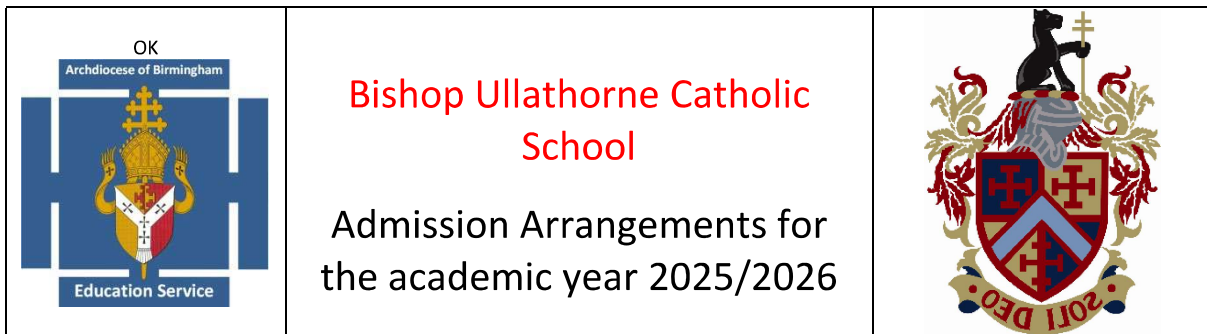 OK
Archdiocese of Birmingham
Education Service
Bishop Ullathorne Catholic
School
Admission Arrangements for
the academic year 2025/2026
SOLI DEO